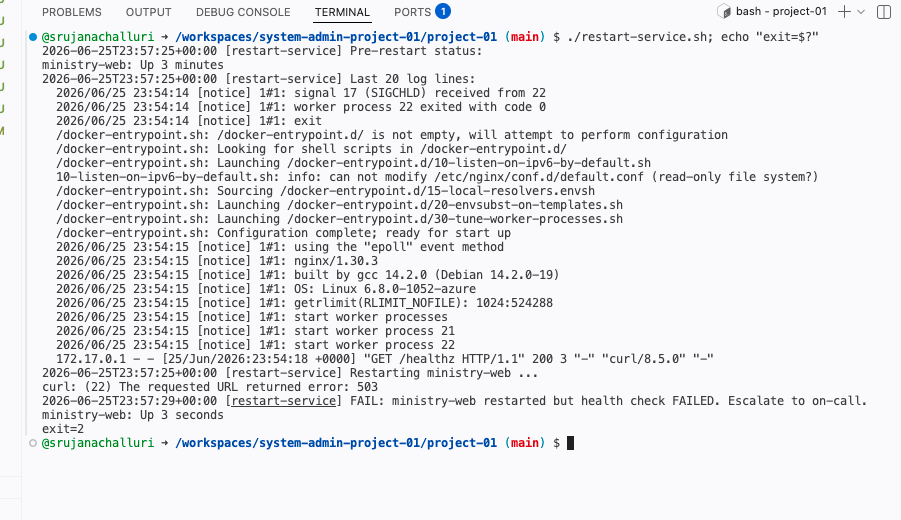 PROBLEMS OUTPUT DEBUG CONSOLE TERMINAL PORTS 1 bash - project-01
@srujanachalluri → /workspaces/system-admin-project-01/project-01 (main) $ ./restart-service.sh; echo "exit=$?"
2026-06-25T23:57:25+00:00 [restart-service] Pre-restart status:
ministry-web: Up 3 minutes
2026-06-25T23:57:25+00:00 [restart-service] Last 20 log lines:
2026/06/25 23:54:14 [notice] 1#1: signal 17 (SIGCHLD) received from 22
2026/06/25 23:54:14 [notice] 1#1: worker process 22 exited with code 0
2026/06/25 23:54:14 [notice] 1#1: exit
/docker-entrypoint.sh: /docker-entrypoint.d/ is not empty, will attempt to perform configuration
/docker-entrypoint.sh: Looking for shell scripts in /docker-entrypoint.d/
/docker-entrypoint.sh: Launching /docker-entrypoint.d/10-listen-on-ipv6-by-default.sh
10-listen-on-ipv6-by-default.sh: info: can not modify /etc/nginx/conf.d/default.conf (read-only file system?)
/docker-entrypoint.sh: Sourcing /docker-entrypoint.d/15-local-resolvers.envsh
/docker-entrypoint.sh: Launching /docker-entrypoint.d/20-envsubst-on-templates.sh
/docker-entrypoint.sh: Launching /docker-entrypoint.d/30-tune-worker-processes.sh
/docker-entrypoint.sh: Configuration complete; ready for start up
2026/06/25 23:54:15 [notice] 1#1: using the "epoll" event method
2026/06/25 23:54:15 [notice] 1#1: nginx/1.30.3
2026/06/25 23:54:15 [notice] 1#1: built by gcc 14.2.0 (Debian 14.2.0-19)
2026/06/25 23:54:15 [notice] 1#1: OS: Linux 6.8.0-1052-azure
2026/06/25 23:54:15 [notice] 1#1: getrlimit(RLIMIT_NOFILE): 1024:524288
2026/06/25 23:54:15 [notice] 1#1: start worker processes
2026/06/25 23:54:15 [notice] 1#1: start worker process 21
2026/06/25 23:54:15 [notice] 1#1: start worker process 22
172.17.0.1 - - [25/Jun/2026:23:54:18 +0000] "GET /healthz HTTP/1.1" 200 3 "-" "curl/8.5.0" "-"
2026-06-25T23:57:25+00:00 [restart-service] Restarting ministry-web ...
curl: (22) The requested URL returned error: 503
2026-06-25T23:57:29+00:00 [restart-service] FAIL: ministry-web restarted but health check FAILED. Escalate to on-call.
ministry-web: Up 3 seconds
exit=2
@srujanachalluri → /workspaces/system-admin-project-01/project-01 (main) $